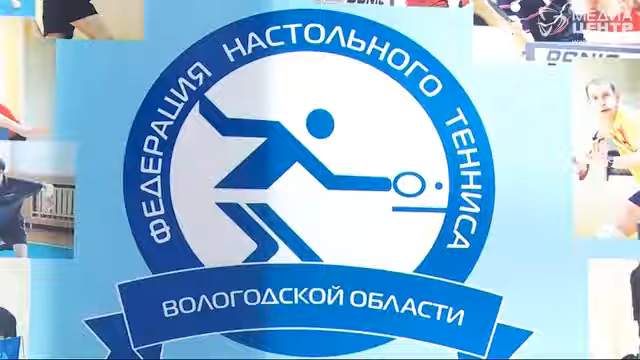 ФЕДЕРАЦИЯ НАСТОЛЬНОГО ТЕННИСА
ВОЛОГОДСКОЙ ОБЛАСТИ
МЕДИА
ЦЕНТР